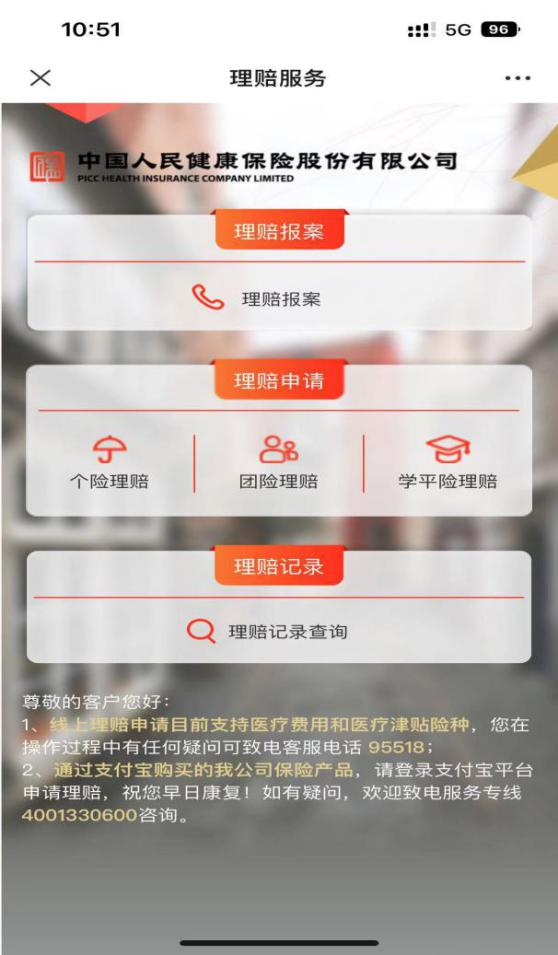 10:51
5G 96
理赔服务
中国人民健康保险股份有限公司
PICC HEALTH INSURANCE COMPANY LIMITED
理赔报案
理赔报案
理赔申请
个险理赔 团险理赔 学平险理赔
理赔记录
理赔记录查询
尊敬的客户您好：
1、线上理赔申请目前支持医疗费用和医疗津贴险种，您在
操作过程中有任何疑问可致电客服电话 95518；
2、通过支付宝购买的我公司保险产品，请登录支付宝平台
申请理赔，祝您早日康复！如有疑问，欢迎致电服务专线
4001330600咨询。